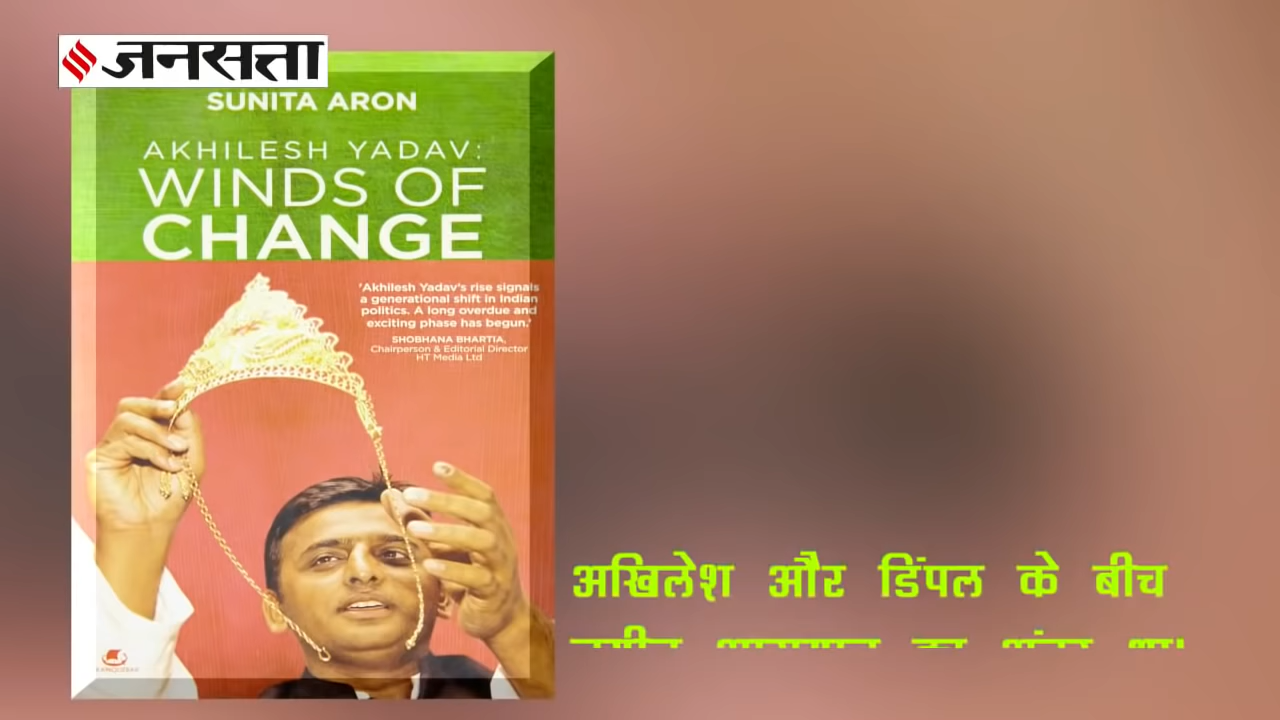 जनसत्ता
SUNITA ARON
AKHILESH YADAV:
WINDS OF
CHANGE
'Akhilesh Yadav's rise signals
a generational shift in Indian
politics. A long overdue and
exciting phase has begun.'
SHOBHANA BHARTIA,
Chairperson & Editorial Director
HT Media Ltd
अखिलेश और डिंपल के बीच